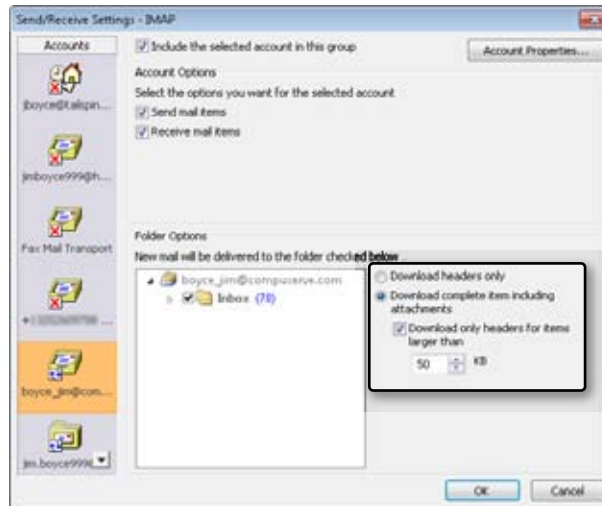 Send/Receive Settings - IMAP
Accounts
Include the selected account in this group
Account Properties...
Account Options
Select the options you want for the selected account
Send mail items
Receive mail items
jboyce@tailspin...
jimboyce999@h...
Fax Mail Transport
boyce_jim@com...
jim.boyce999@
Folder Options
New mail will be delivered to the folder checked below
boyce_jim@compuserve.com
Inbox (78)
Download headers only
Download complete item including
attachments
Download only headers for items
larger than
50 KB
OK
Cancel